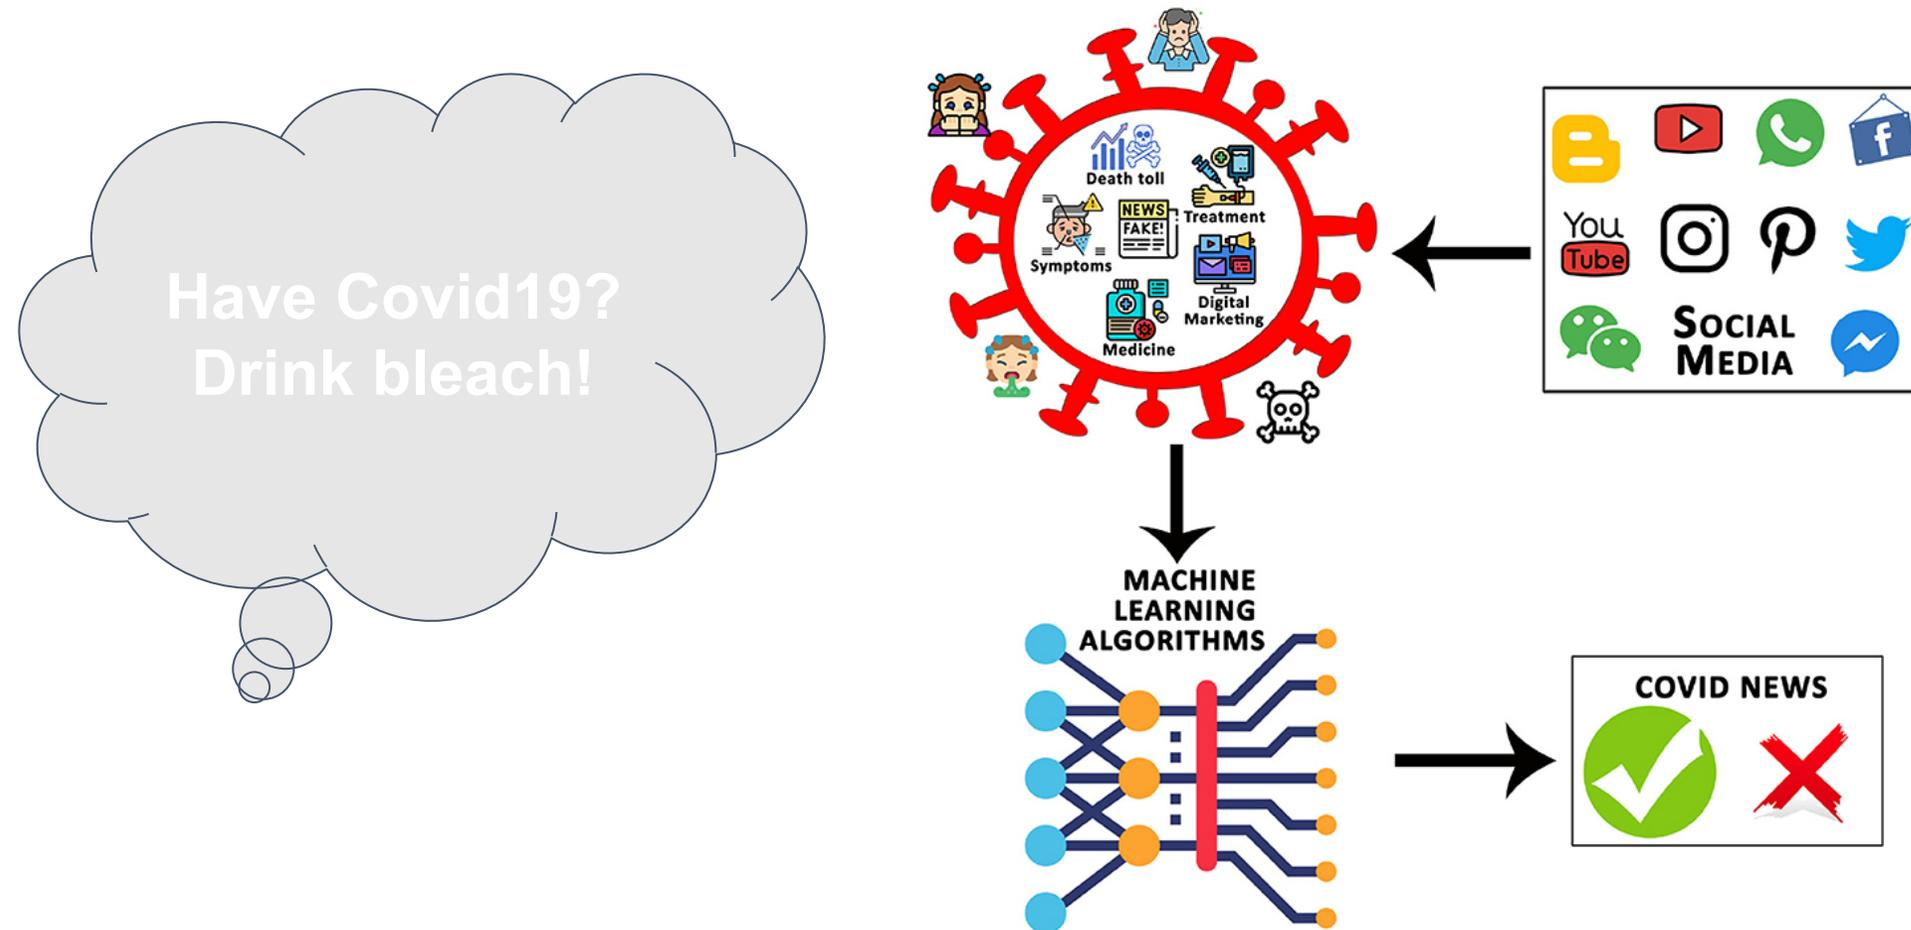 Have Covid19?
Drink bleach!
Death toll
Treatment
NEWS
FAKE!
Symptoms
Digital
Marketing
Medicine
You
Tube
f
SOCIAL
MEDIA
MACHINE
LEARNING
ALGORITHMS
COVID NEWS